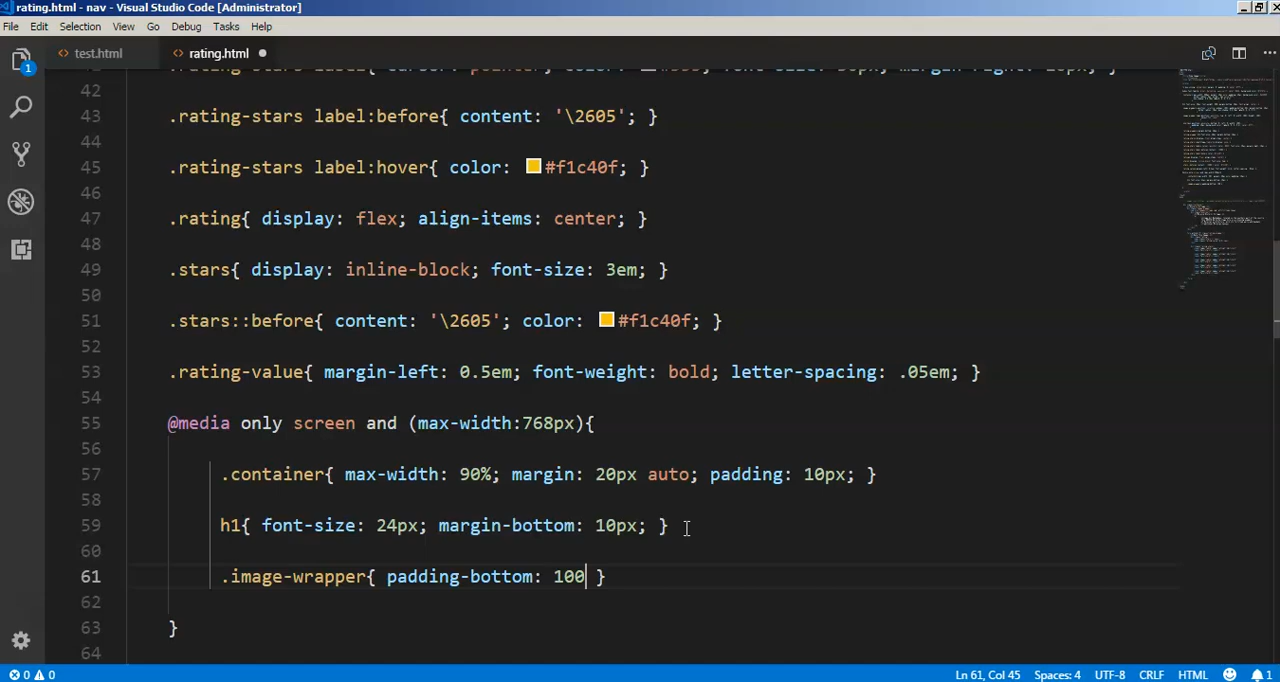 rating.html - nav - Visual Studio Code [Administrator]
File Edit Selection View Go Debug Tasks Help
test.html rating.html
42
43 .rating-stars label:before{ content: '\2605'; }
44
45 .rating-stars label:hover{ color: #f1c40f; }
46
47 .rating{ display: flex; align-items: center; }
48
49 .stars{ display: inline-block; font-size: 3em; }
50
51 .stars::before{ content: '\2605'; color: #f1c40f; }
52
53 .rating-value{ margin-left: 0.5em; font-weight: bold; letter-spacing: .05em; }
54
55 @media only screen and (max-width:768px){
56
57 .container{ max-width: 90%; margin: 20px auto; padding: 10px; }
58
59 h1{ font-size: 24px; margin-bottom: 10px; }
60
61 .image-wrapper{ padding-bottom: 100 }
62
63 }
64
1
0 0 Ln 61, Col 45 Spaces: 4 UTF-8 CRLF HTML 1